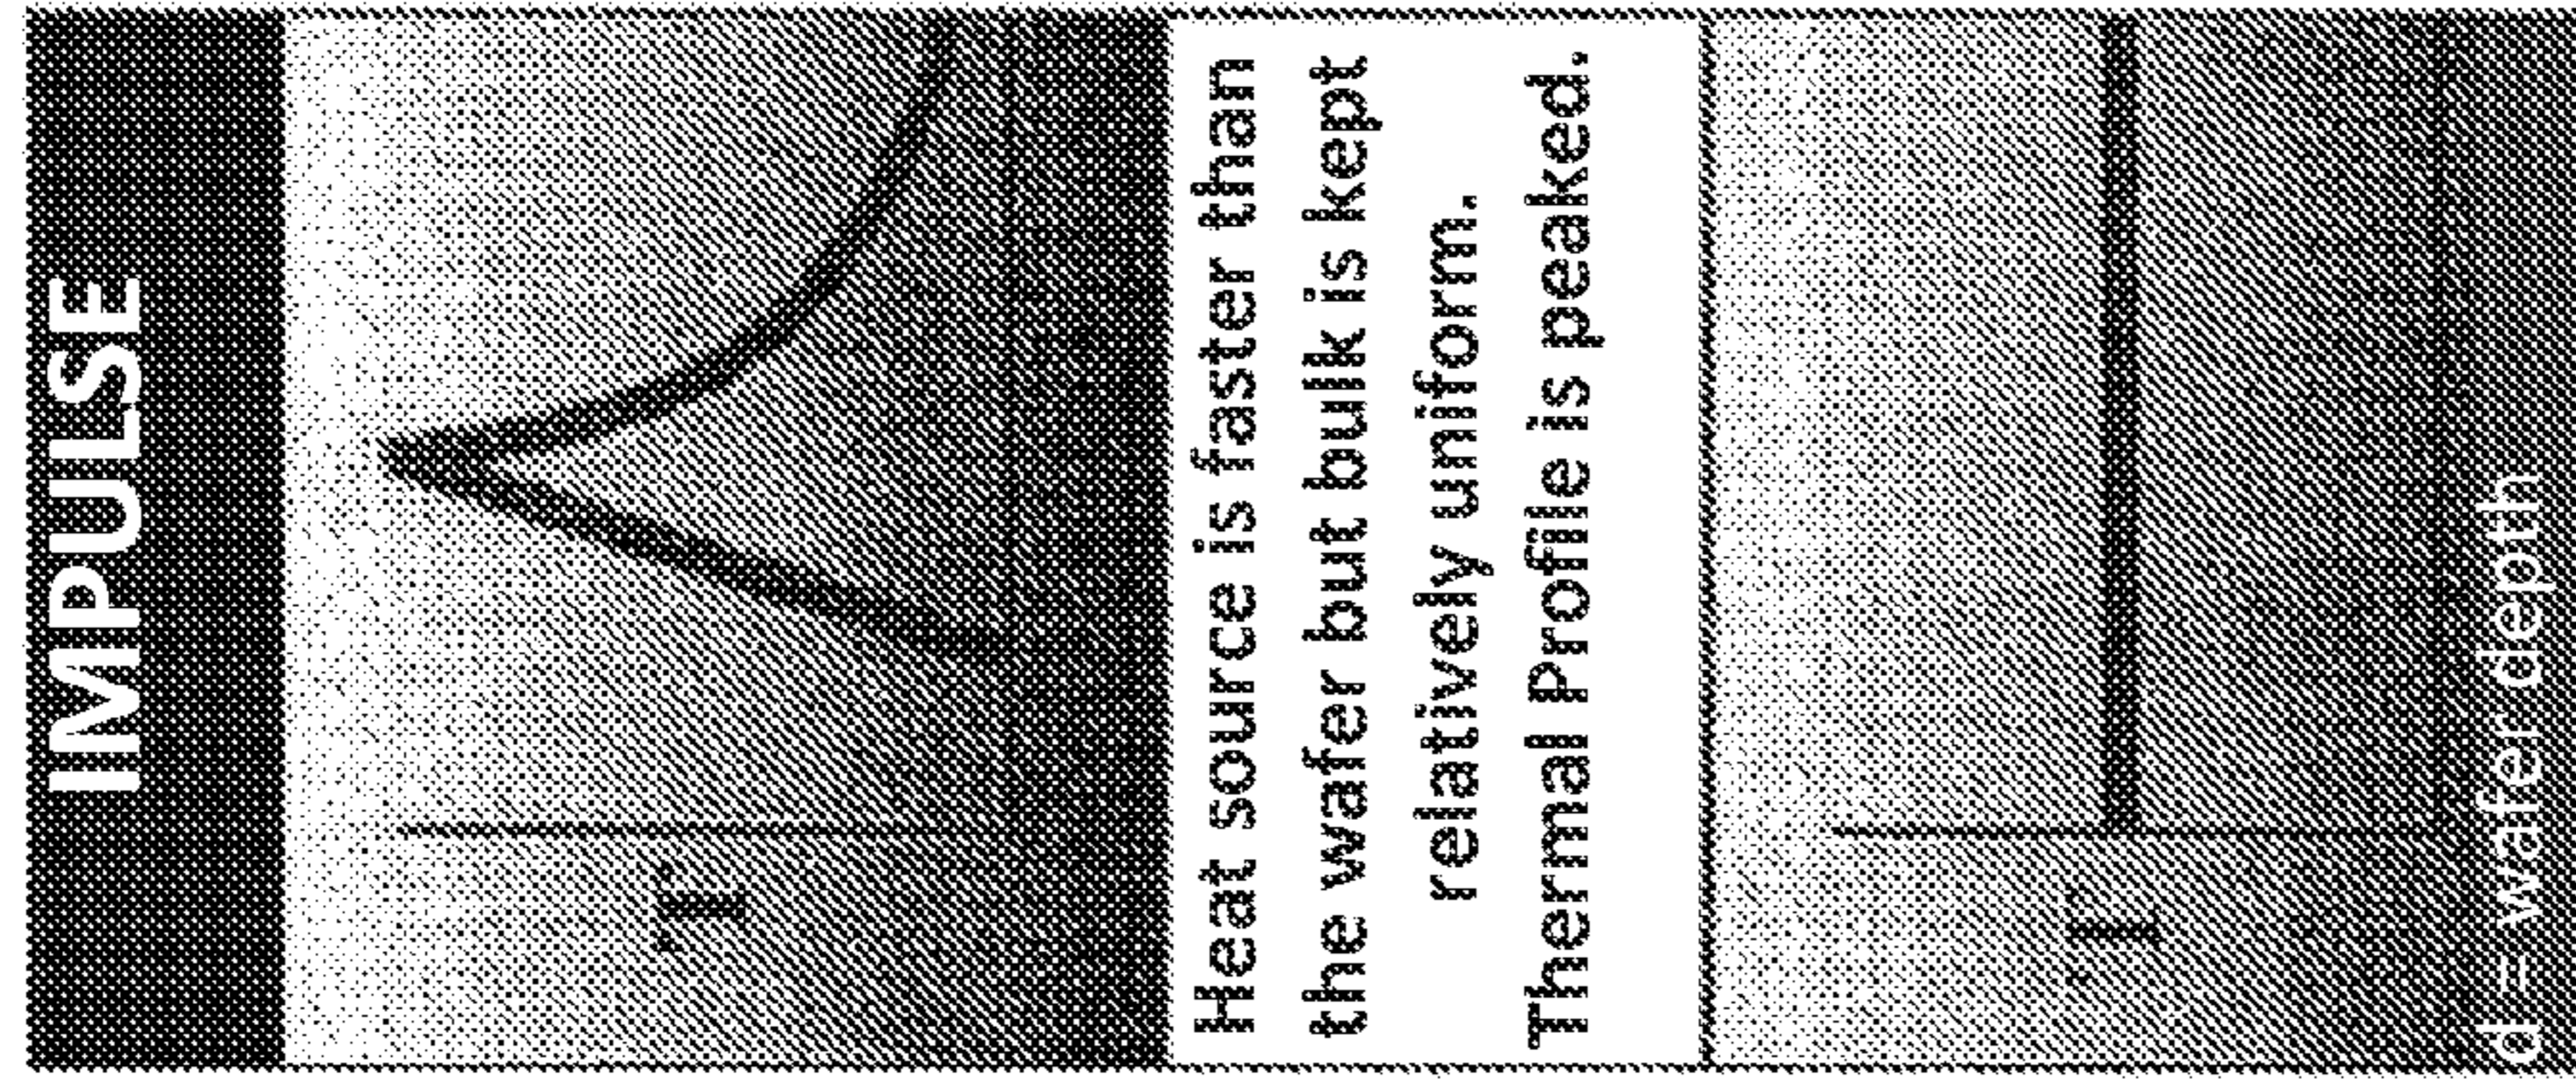 IMPULSE
T°
Heat source is faster than
the wafer but bulk is kept
relatively uniform.
Thermal Profile is peaked.
T°
d = wafer depth